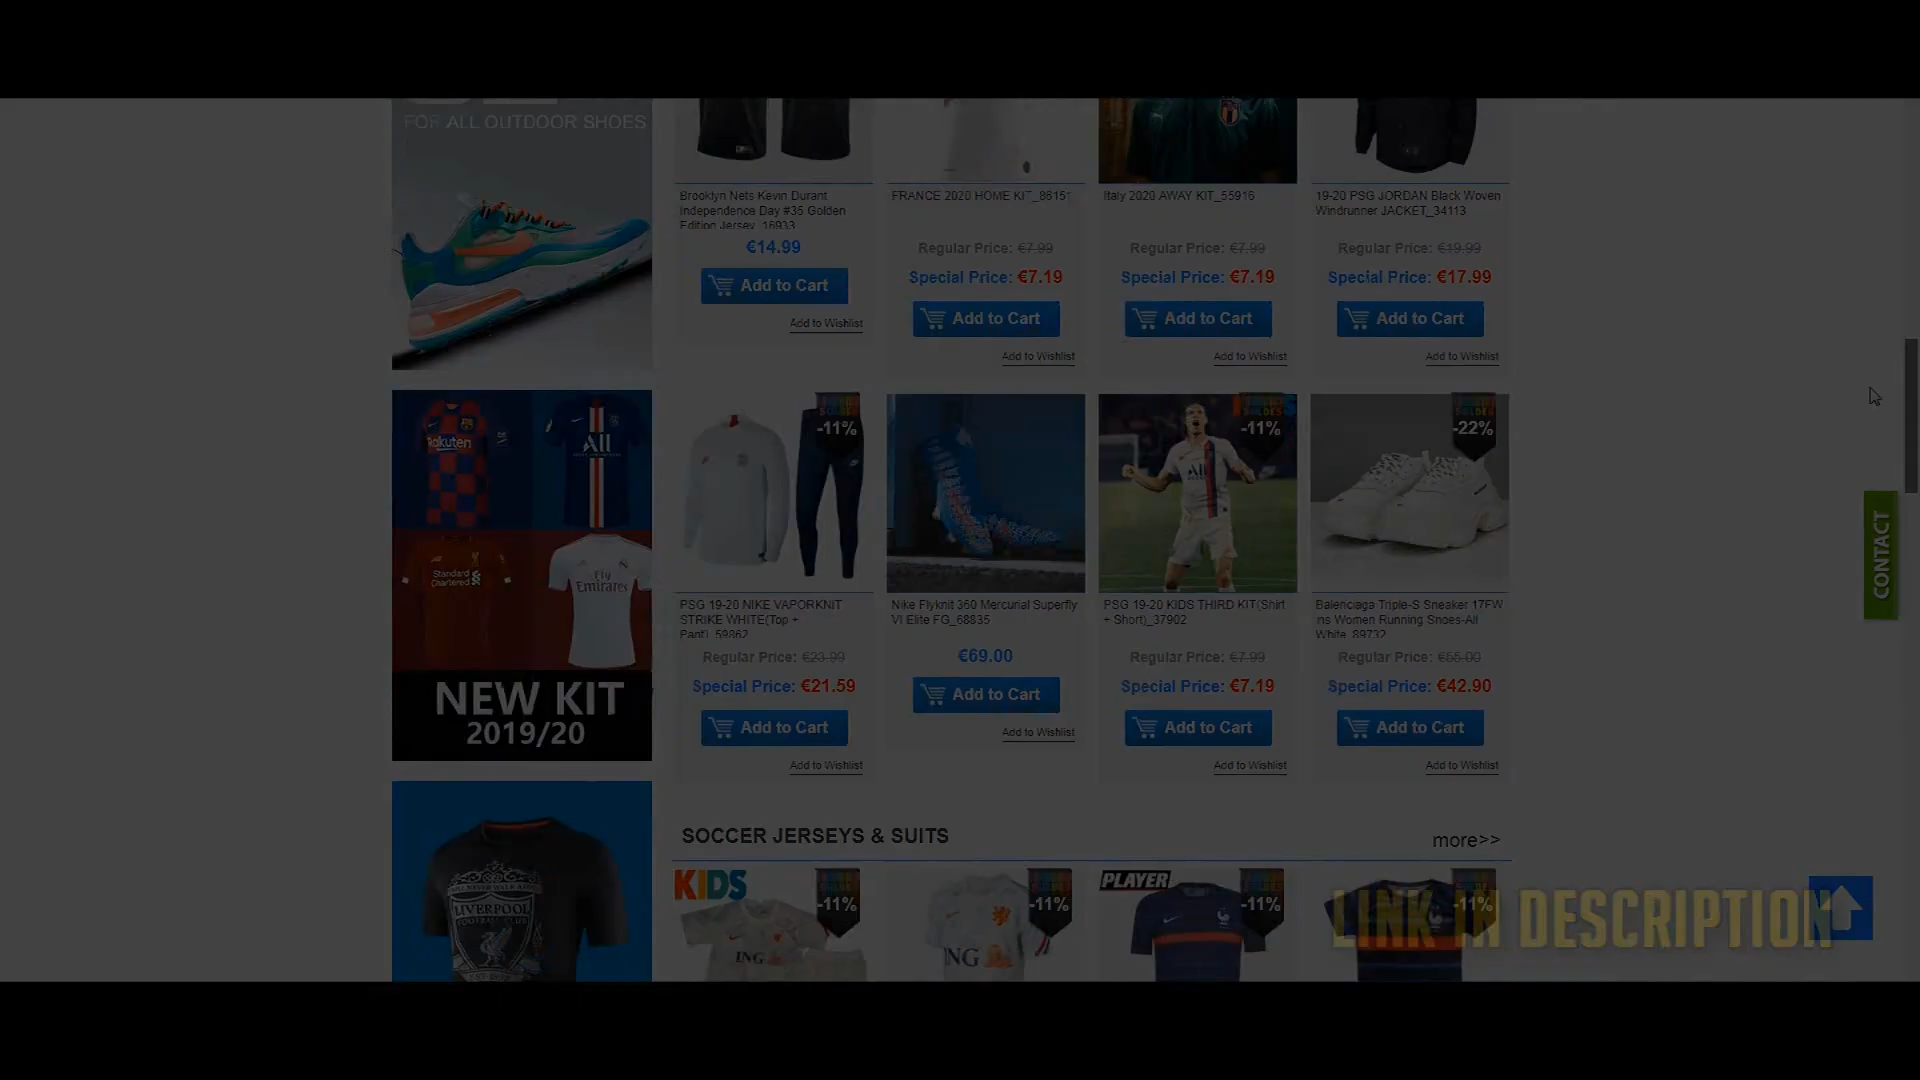 FOR ALL OUTDOOR SHOES
Brooklyn Nets Kevin Durant
Independence Day #35 Golden
Edition Jersey_16933
€14.99
Add to Cart
Add to Wishlist
FRANCE 2020 HOME KIT_86151
Regular Price: €7.99
Special Price: €7.19
Add to Cart
Add to Wishlist
Italy 2020 AWAY KIT_55916
Regular Price: €7.99
Special Price: €7.19
Add to Cart
Add to Wishlist
19-20 PSG JORDAN Black Woven
Windrunner JACKET_34113
Regular Price: €19.99
Special Price: €17.99
Add to Cart
Add to Wishlist
Rakuten
All
Standard
Chartered
Fly
Emirates
NEW KIT
2019/20
-11%
PSG 19-20 NIKE VAPORKNIT
STRIKE WHITE(Top +
Pant)_59862
Regular Price: €23.99
Special Price: €21.59
Add to Cart
Add to Wishlist
Nike Flyknit 360 Mercurial Superfly
VI Elite FG_68835
€69.00
Add to Cart
Add to Wishlist
SOLDES
-11%
All
PSG 19-20 KIDS THIRD KIT(Shirt
+ Short)_37902
Regular Price: €7.99
Special Price: €7.19
Add to Cart
Add to Wishlist
-22%
Balenciaga Triple-S Sneaker 17FW
ins Women Running Shoes-All
White_89732
Regular Price: €55.00
Special Price: €42.90
Add to Cart
Add to Wishlist
CONTACT
LIVERPOOL
FOOTBALL CLUB
SOCCER JERSEYS & SUITS
more>>
KIDS
-11%
ING
-11%
ING
PLAYER
-11%
-11%
LINK IN DESCRIPTION